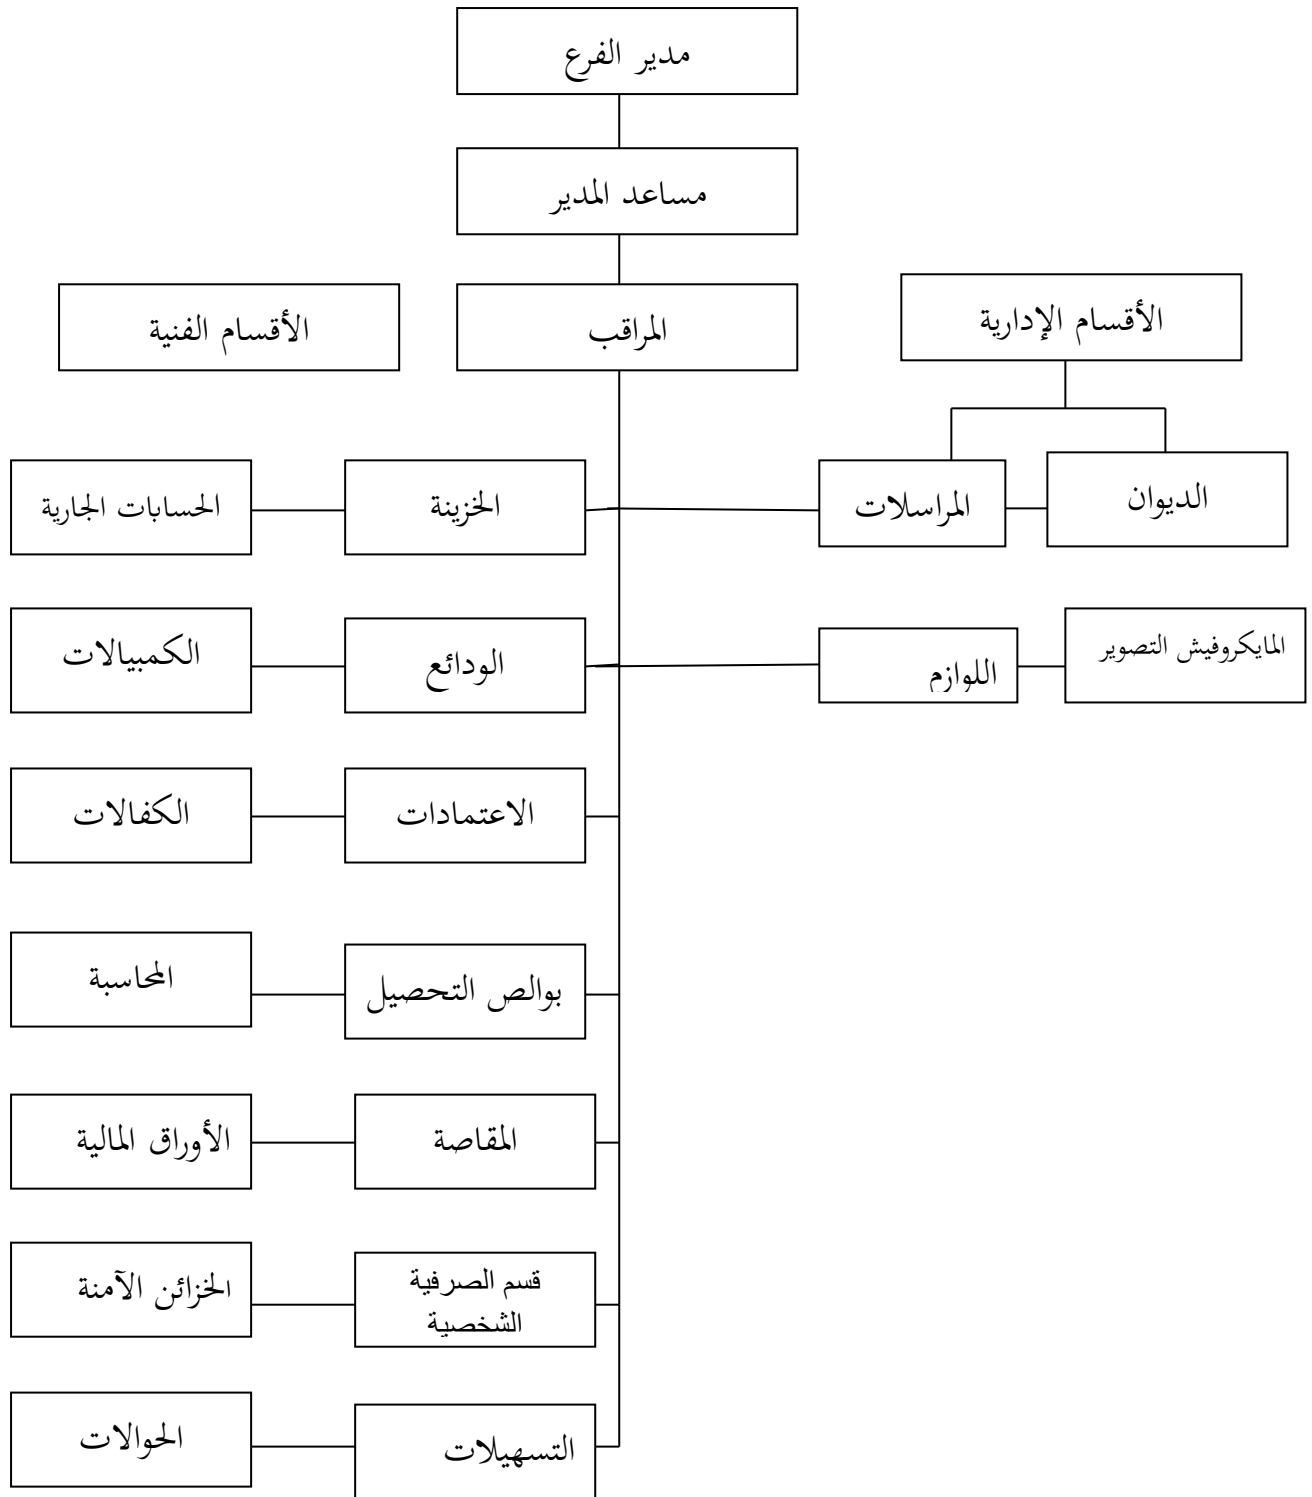 مدير الفرع
مساعد المدير
الأقسام الإدارية
المراقب
الأقسام الفنية
الديوان
المراسلات
الخزينة
الحسابات الجارية
المايكروفيش التصوير
اللوازم
الودائع
الكمبيالات
الاعتمادات
الكفالات
بوالص التحصيل
المحاسبة
المقاصة
الأوراق المالية
قسم الصرفية
الشخصية
الخزائن الآمنة
التسهيلات
الحوالات